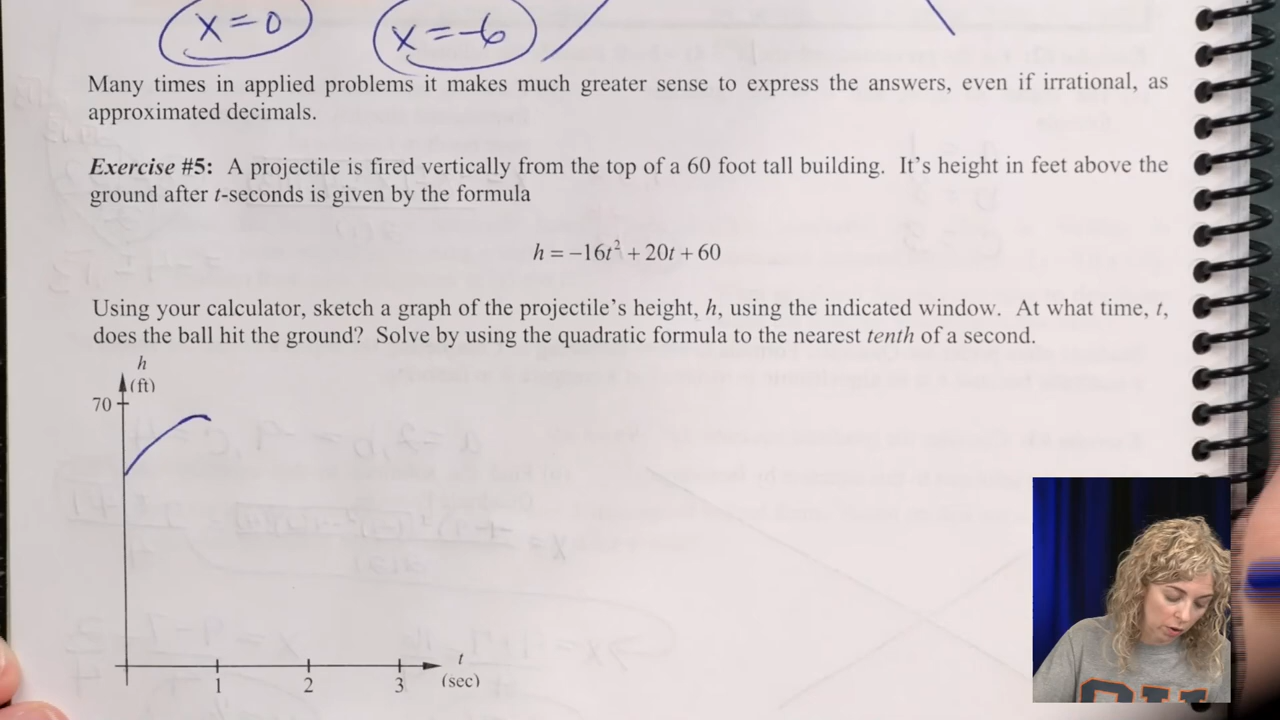 x=0 x=-6
Many times in applied problems it makes much greater sense to express the answers, even if irrational, as
approximated decimals.
Exercise #5: A projectile is fired vertically from the top of a 60 foot tall building. It's height in feet above the
ground after t-seconds is given by the formula
h = −16t² + 20t + 60
Using your calculator, sketch a graph of the projectile's height, h, using the indicated window. At what time, t,
does the ball hit the ground? Solve by using the quadratic formula to the nearest tenth of a second.
h
(ft)
70
t
1 2 3 (sec)